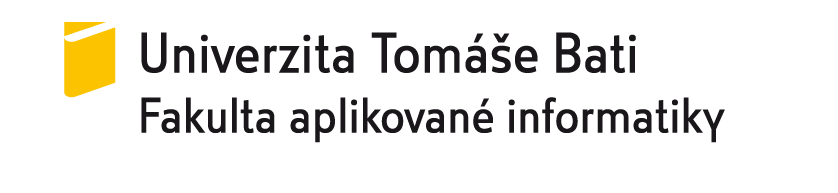 Univerzita Tomáše Bati
Fakulta aplikované informatiky